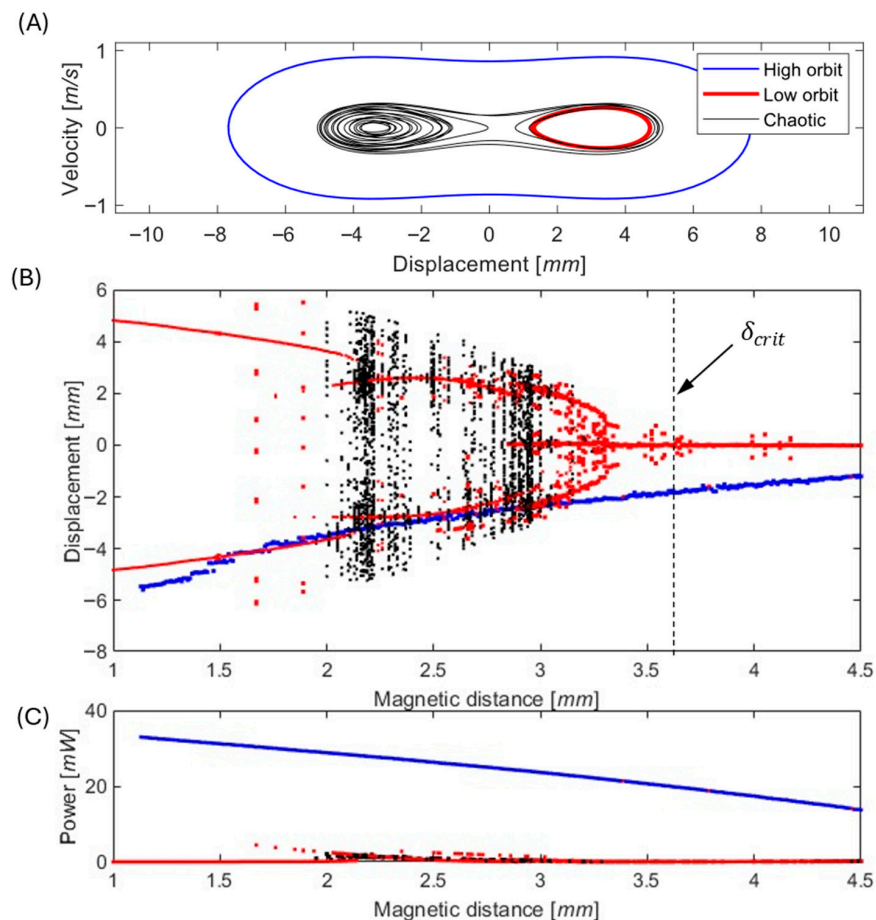 (A)
Velocity [m/s]
1
0
−1
High orbit
Low orbit
Chaotic
−10 −8 −6 −4 −2 0 2 4 6 8 10
Displacement [mm]
(B)
Displacement [mm]
6
4
2
0
−2
−4
−6
−8
δcrit
1 1.5 2 2.5 3 3.5 4 4.5
Magnetic distance [mm]
(C)
Power [mW]
40
20
0
1 1.5 2 2.5 3 3.5 4 4.5
Magnetic distance [mm]